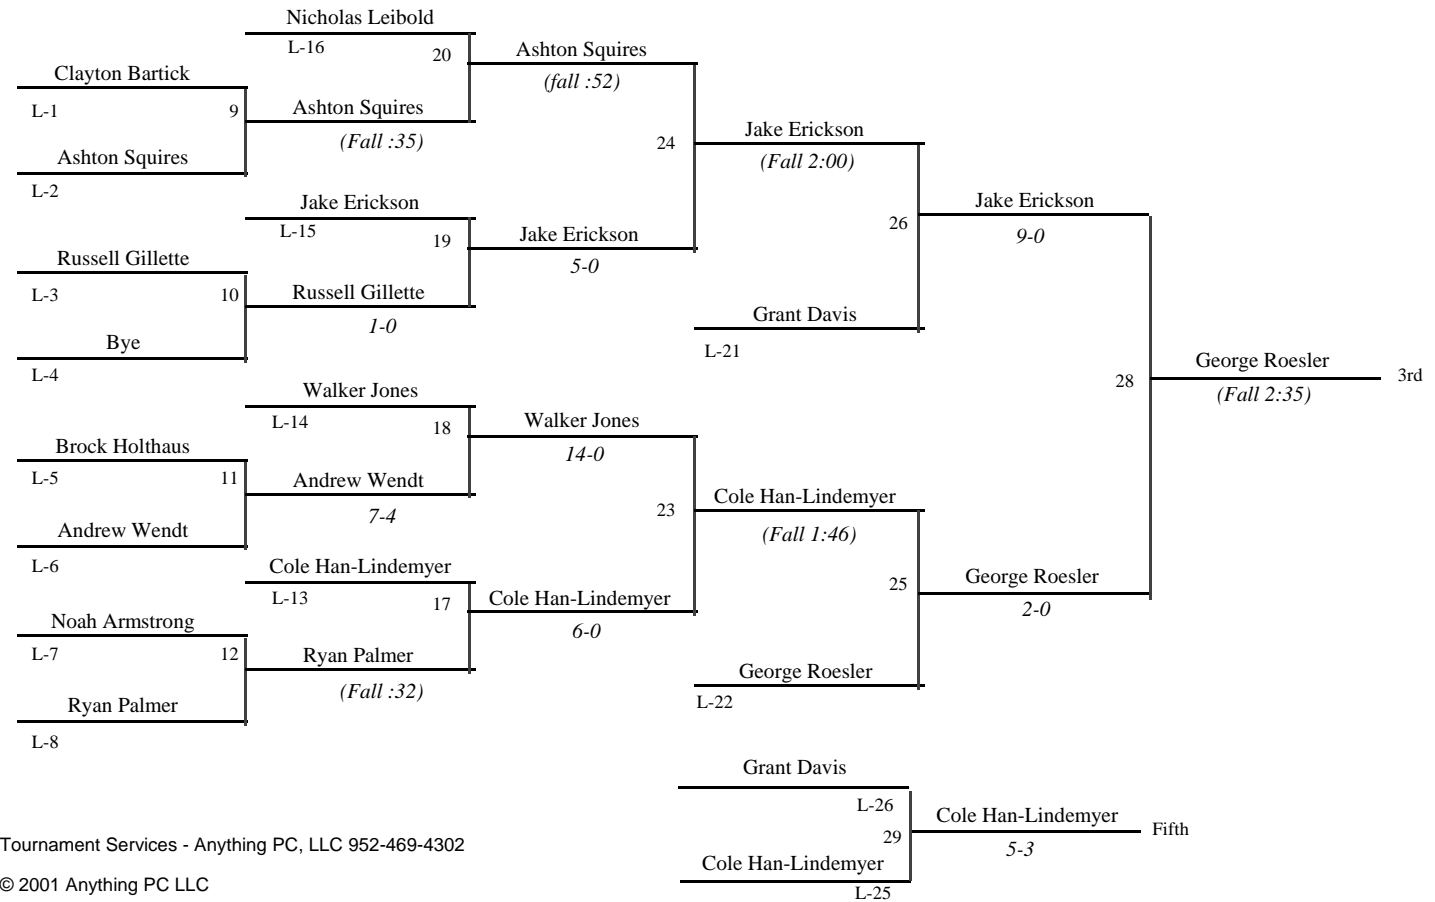 Nicholas Leibold
L-16
20
Ashton Squires
(fall :52)
Clayton Bartick
L-1
9
Ashton Squires
(Fall :35)
24
Jake Erickson
(Fall 2:00)
Ashton Squires
L-2
Jake Erickson
L-15
19
Jake Erickson
5-0
26
Jake Erickson
9-0
Russell Gillette
L-3
10
Russell Gillette
1-0
Grant Davis
L-21
Bye
L-4
28
George Roesler
(Fall 2:35)
3rd
Walker Jones
L-14
18
Walker Jones
14-0
Brock Holthaus
L-5
11
Andrew Wendt
7-4
23
Cole Han-Lindemyer
(Fall 1:46)
Andrew Wendt
L-6
Cole Han-Lindemyer
L-13
17
Cole Han-Lindemyer
6-0
25
George Roesler
2-0
Noah Armstrong
L-7
12
Ryan Palmer
(Fall :32)
George Roesler
L-22
Ryan Palmer
L-8
Grant Davis
L-26
29
Cole Han-Lindemyer
5-3
Fifth
Cole Han-Lindemyer
L-25
Tournament Services - Anything PC, LLC 952-469-4302
© 2001 Anything PC LLC